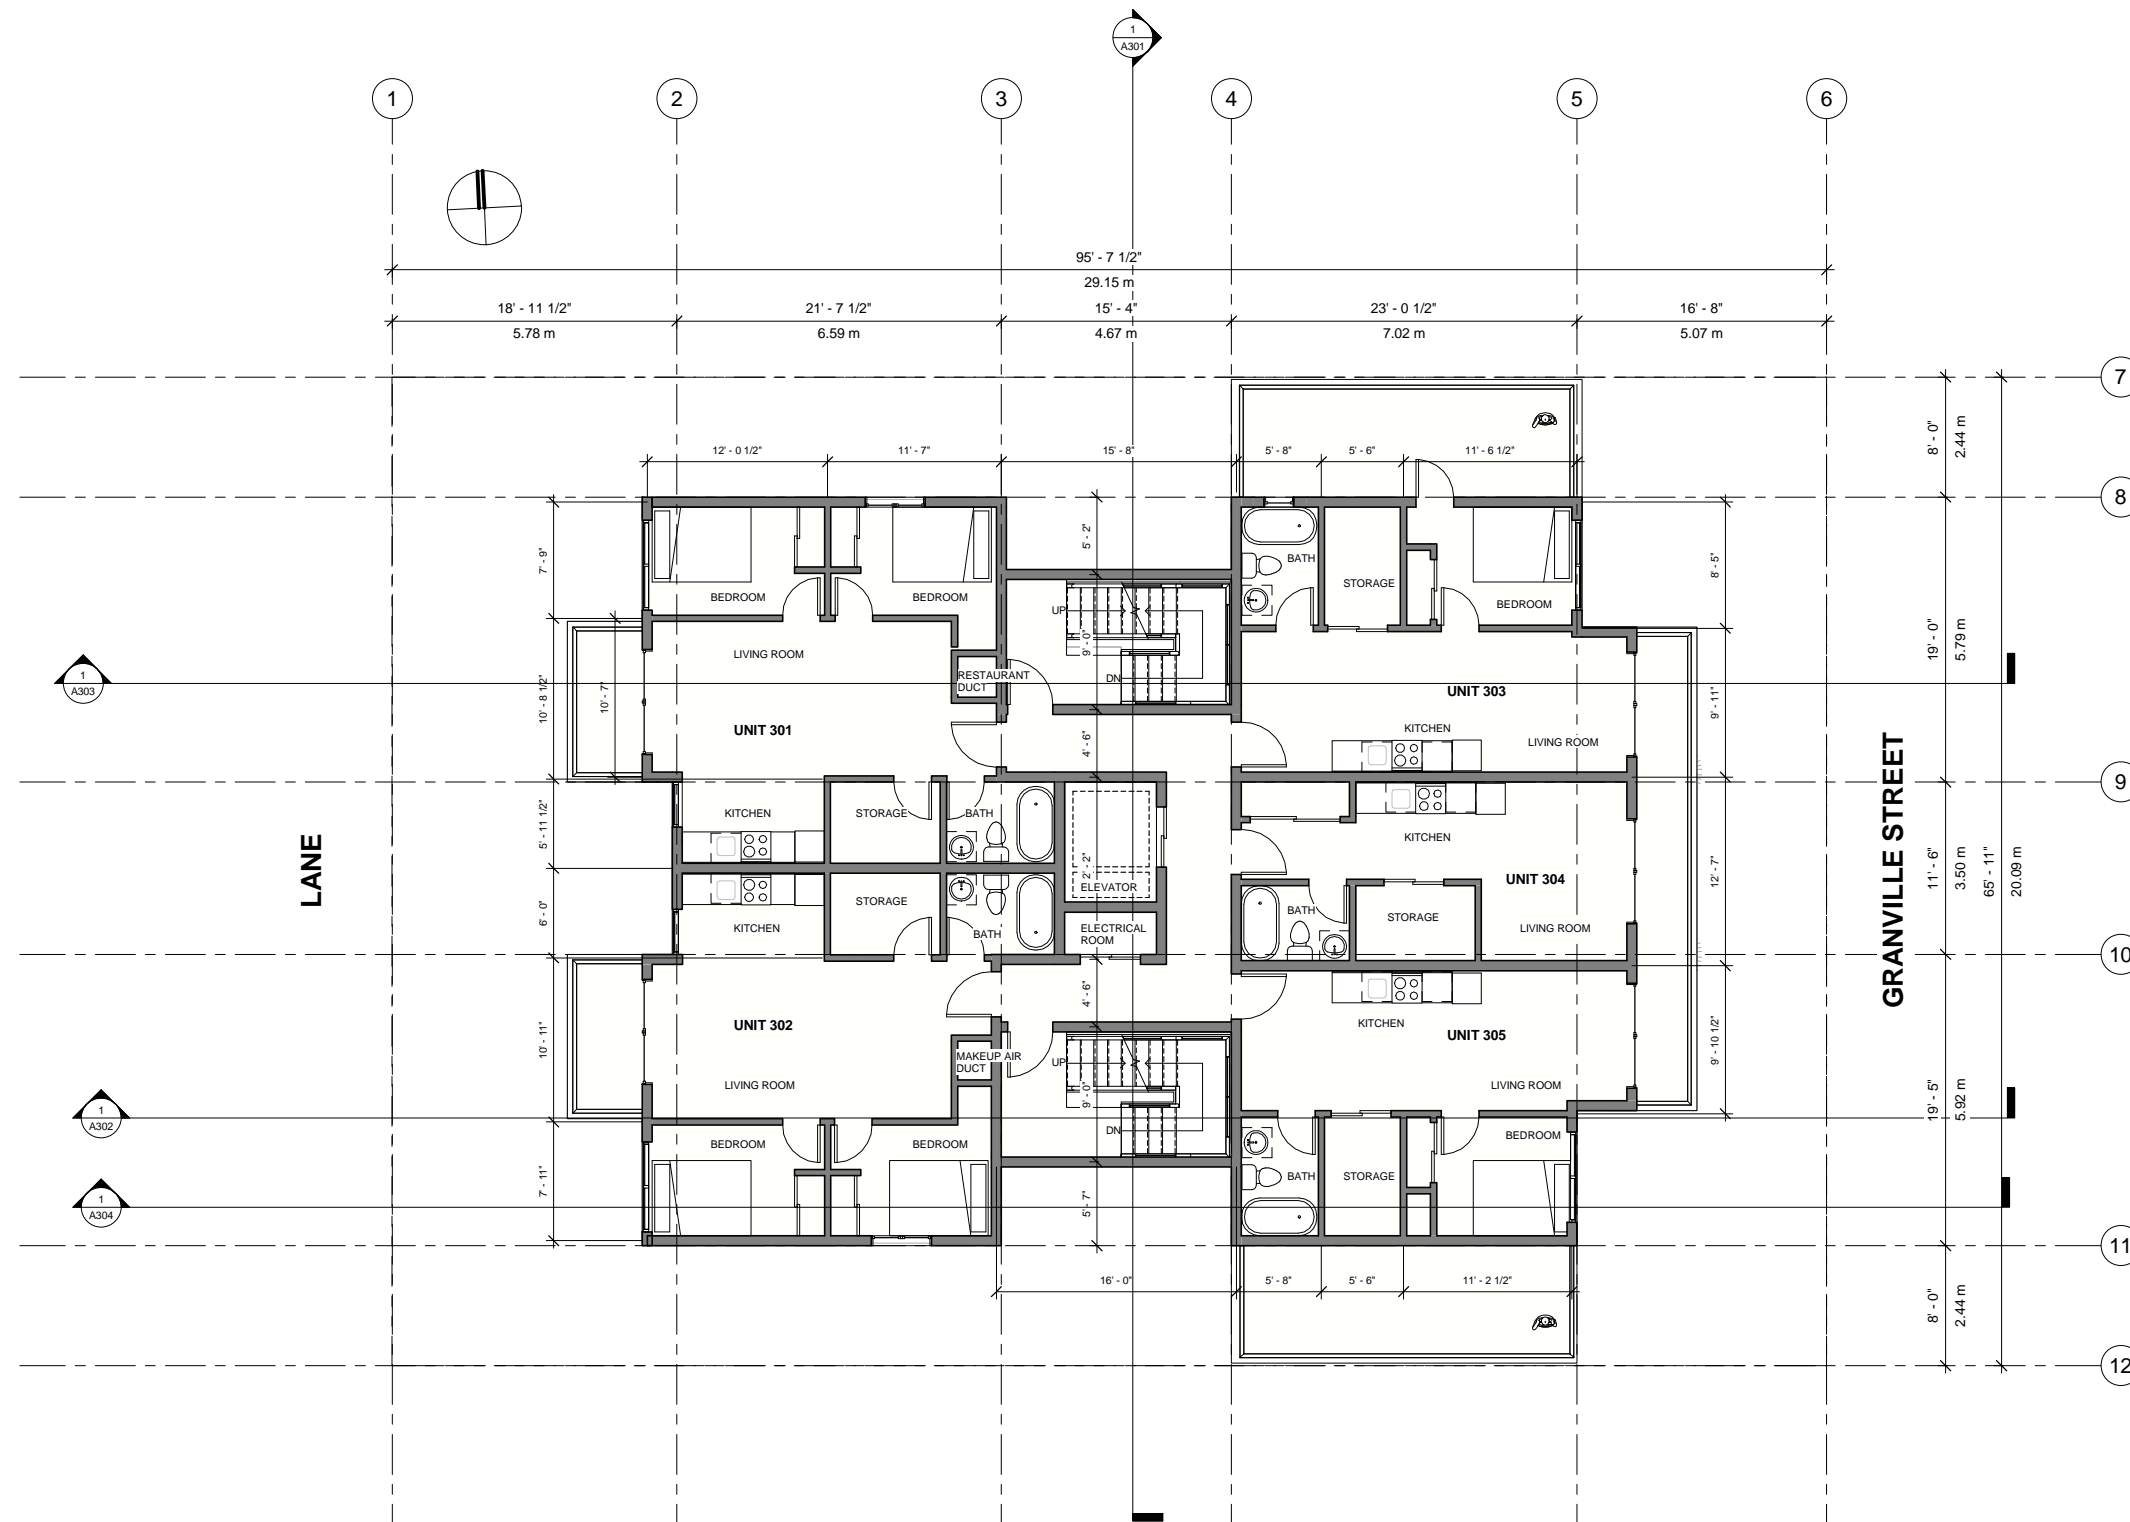 1
A301
1
2
3
4
5
6
95' - 7 1/2"
29.15 m
18' - 11 1/2"
21' - 7 1/2"
15' - 4"
23' - 0 1/2"
16' - 8"
5.78 m
6.59 m
4.67 m
7.02 m
5.07 m
7
8
9
10
11
12
8' - 0"
2.44 m
19' - 0"
5.79 m
11' - 6"
3.50 m
65' - 11"
20.09 m
19' - 5"
5.92 m
8' - 0"
2.44 m
12' - 0 1/2"
11' - 7"
15' - 8"
5' - 8"
5' - 6"
11' - 6 1/2"
7' - 9"
10' - 8 1/2"
10' - 7"
5' - 11 1/2"
6' - 0"
10' - 11"
7' - 11"
5' - 2"
9' - 0"
4' - 6"
2' - 2"
4' - 6"
9' - 0"
5' - 7"
8' - 5"
9' - 11"
12' - 7"
9' - 10 1/2"
BEDROOM
BEDROOM
LIVING ROOM
RESTAURANT
DUCT
UNIT 301
KITCHEN
STORAGE
BATH
UP
DN
BATH
STORAGE
BEDROOM
UNIT 303
KITCHEN
LIVING ROOM
1
A303
LANE
GRANVILLE STREET
ELEVATOR
ELECTRICAL
ROOM
KITCHEN
UNIT 304
BATH
STORAGE
LIVING ROOM
STORAGE
KITCHEN
BATH
UNIT 302
MAKEUP AIR
DUCT
LIVING ROOM
UP
DN
KITCHEN
UNIT 305
LIVING ROOM
1
A302
BEDROOM
BEDROOM
BATH
STORAGE
BEDROOM
1
A304
16' - 0"
5' - 8"
5' - 6"
11' - 2 1/2"